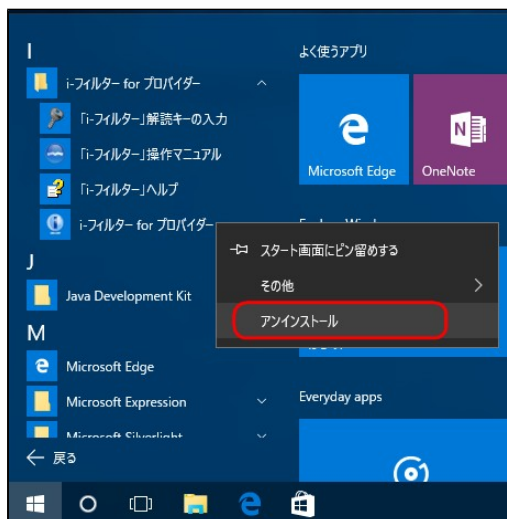 I
i-フィルター for プロバイダー
「i-フィルター」解読キーの入力
「i-フィルター」操作マニュアル
「i-フィルター」ヘルプ
i-フィルター for プロバイダー
J
Java Development Kit
M
Microsoft Edge
Microsoft Expression
Microsoft Silverlight
戻る
よく使うアプリ
Microsoft Edge
OneNote
N
スタート画面にピン留めする
その他
アンインストール
Everyday apps